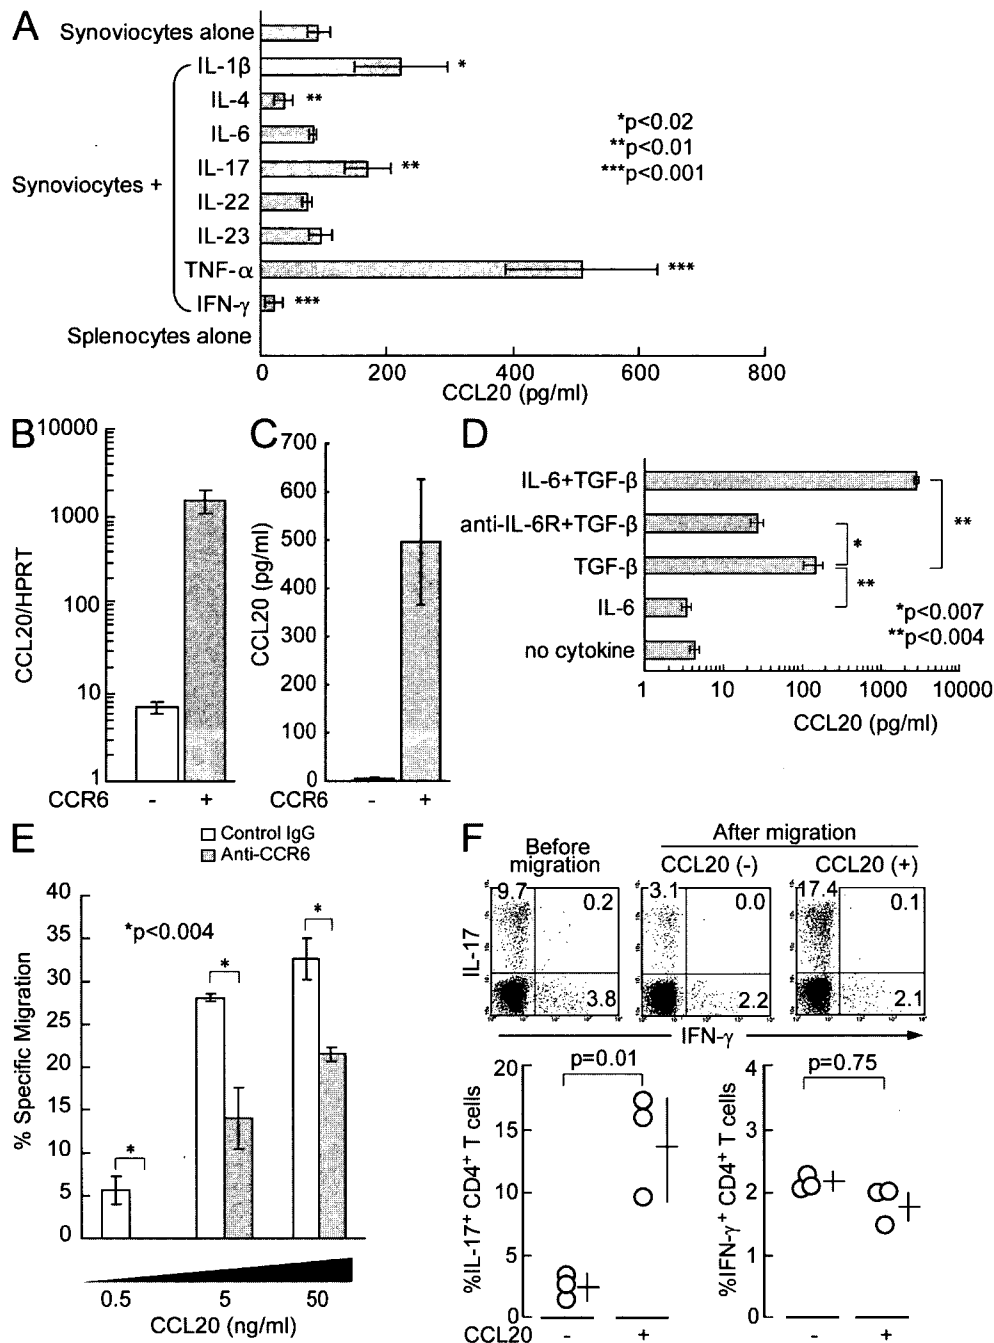 A
Synoviocytes alone
IL-1β *
IL-4 **
IL-6
IL-17 **
IL-22
IL-23
TNF-α ***
IFN-γ ***
Synoviocytes +
Splenocytes alone
*p<0.02
**p<0.01
***p<0.001
0 200 400 600 800
CCL20 (pg/ml)
B
10000
1000
100
10
1
CCL20/HPRT
CCR6 - +
C
700
600
500
400
300
200
100
0
CCL20 (pg/ml)
- +
D
IL-6+TGF-β
anti-IL-6R+TGF-β
TGF-β
IL-6
no cytokine
**
*
**
*p<0.007
**p<0.004
1 10 100 1000 10000
CCL20 (pg/ml)
E
Control IgG
Anti-CCR6
*p<0.004
40
35
30
25
20
15
10
5
0
% Specific Migration
*
*
*
0.5 5 50
CCL20 (ng/ml)
F
Before migration
After migration
CCL20 (-) CCL20 (+)
9.7 0.2
3.8
3.1 0.0
2.2
17.4 0.1
2.1
IL-17
IFN-γ
p=0.01
20
15
10
5
0
%IL-17+ CD4+ T cells
p=0.75
4
3
2
1
0
%IFN-γ+ CD4+ T cells
CCL20 - + - +